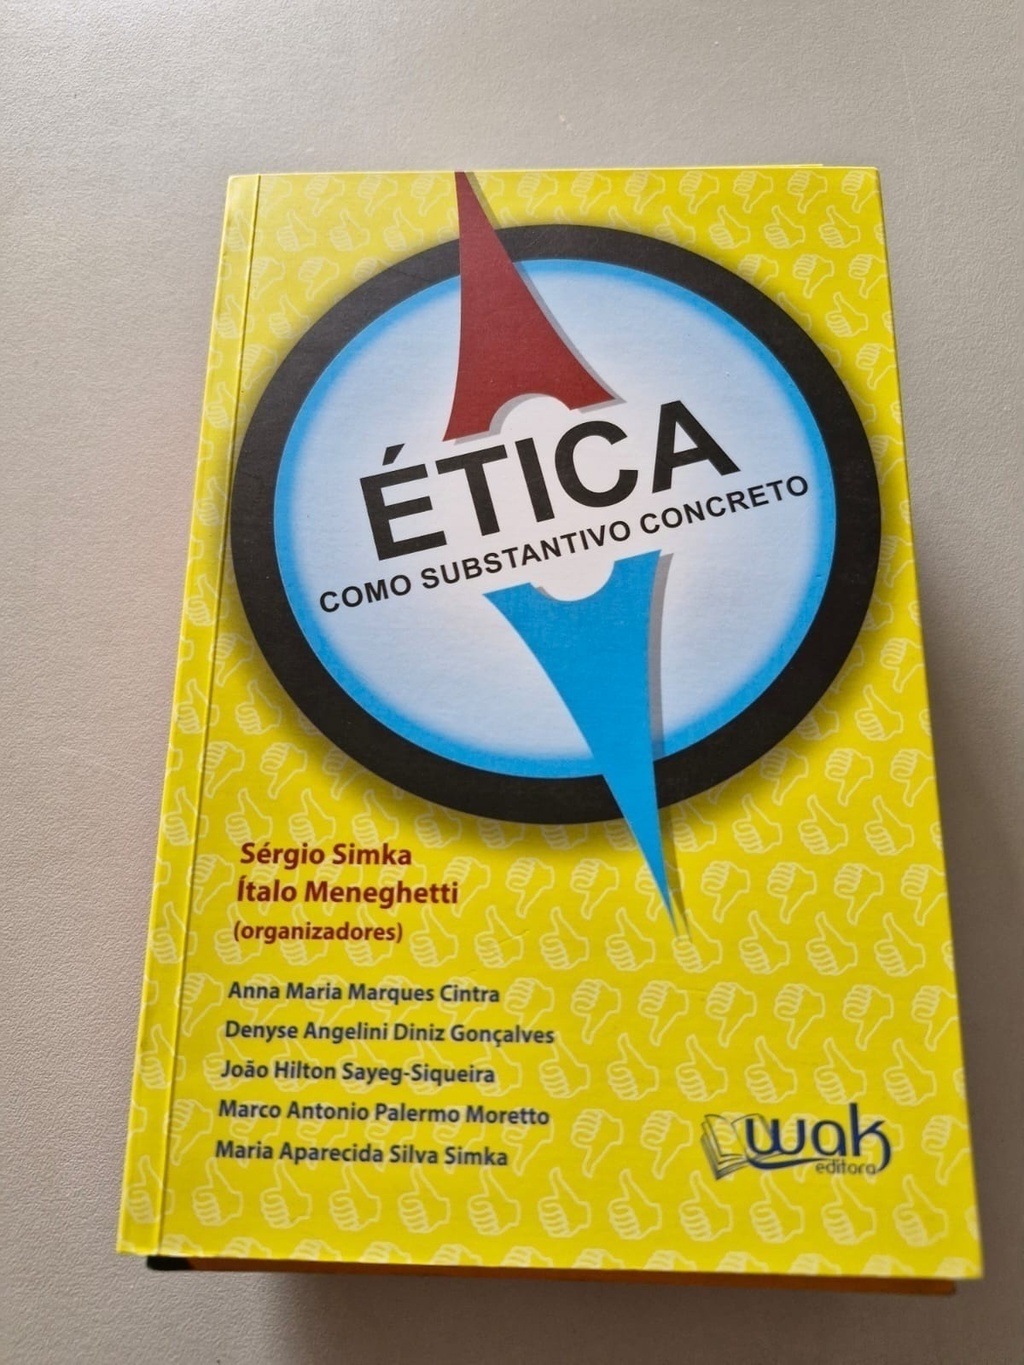 ÉTICA
COMO SUBSTANTIVO CONCRETO
Sérgio Simka
Ítalo Meneghetti
(organizadores)
Anna Maria Marques Cintra
Denyse Angelini Diniz Gonçalves
João Hilton Sayeg-Siqueira
Marco Antonio Palermo Moretto
Maria Aparecida Silva Simka
wak
editora